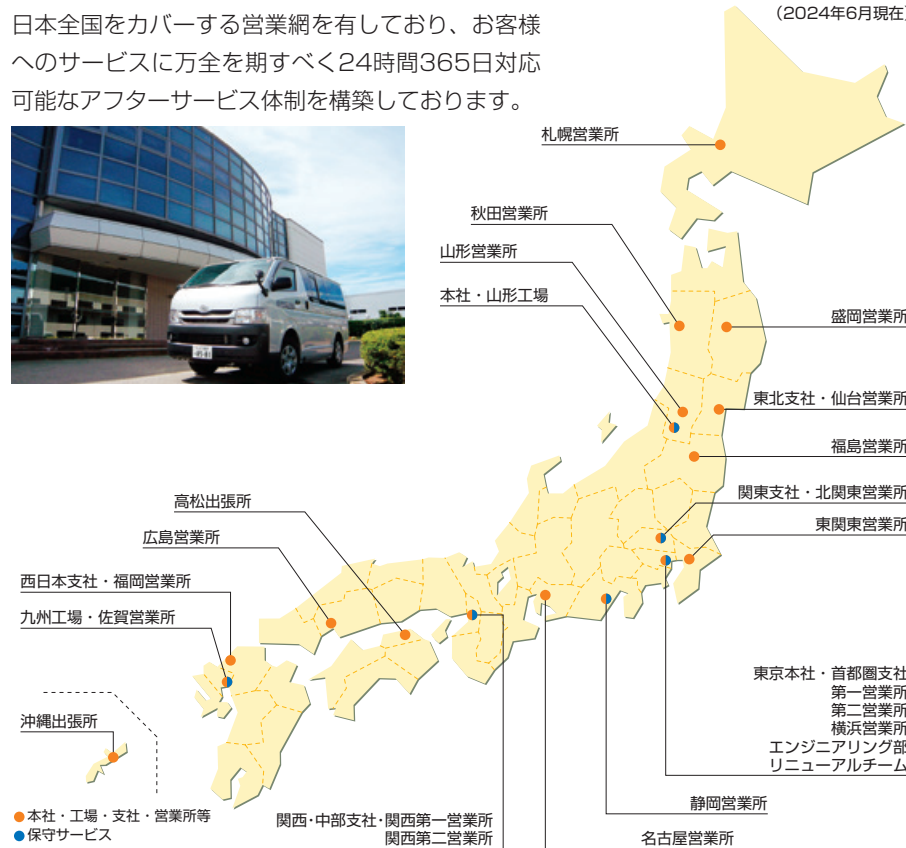 日本全国をカバーする営業網を有しており、お客様
へのサービスに万全を期すべく24時間365日対応
可能なアフターサービス体制を構築しております。
(2024年6月現在)
札幌営業所
秋田営業所
山形営業所
本社・山形工場
盛岡営業所
東北支社・仙台営業所
福島営業所
関東支社・北関東営業所
東関東営業所
高松出張所
広島営業所
西日本支社・福岡営業所
九州工場・佐賀営業所
沖縄出張所
東京本社・首都圏支社
第一営業所
第二営業所
横浜営業所
エンジニアリング部
リニューアルチーム
静岡営業所
名古屋営業所
関西・中部支社・関西第一営業所
関西第二営業所
本社・工場・支社・営業所等
保守サービス